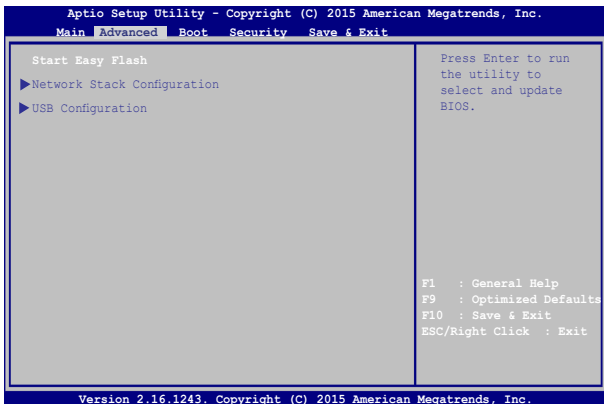 Aptio Setup Utility - Copyright (C) 2015 American Megatrends, Inc.
Main Advanced Boot Security Save & Exit
Start Easy Flash
Network Stack Configuration
USB Configuration
Press Enter to run
the utility to
select and update
BIOS.
F1 : General Help
F9 : Optimized Defaults
F10 : Save & Exit
ESC/Right Click : Exit
Version 2.16.1243. Copyright (C) 2015 American Megatrends, Inc.